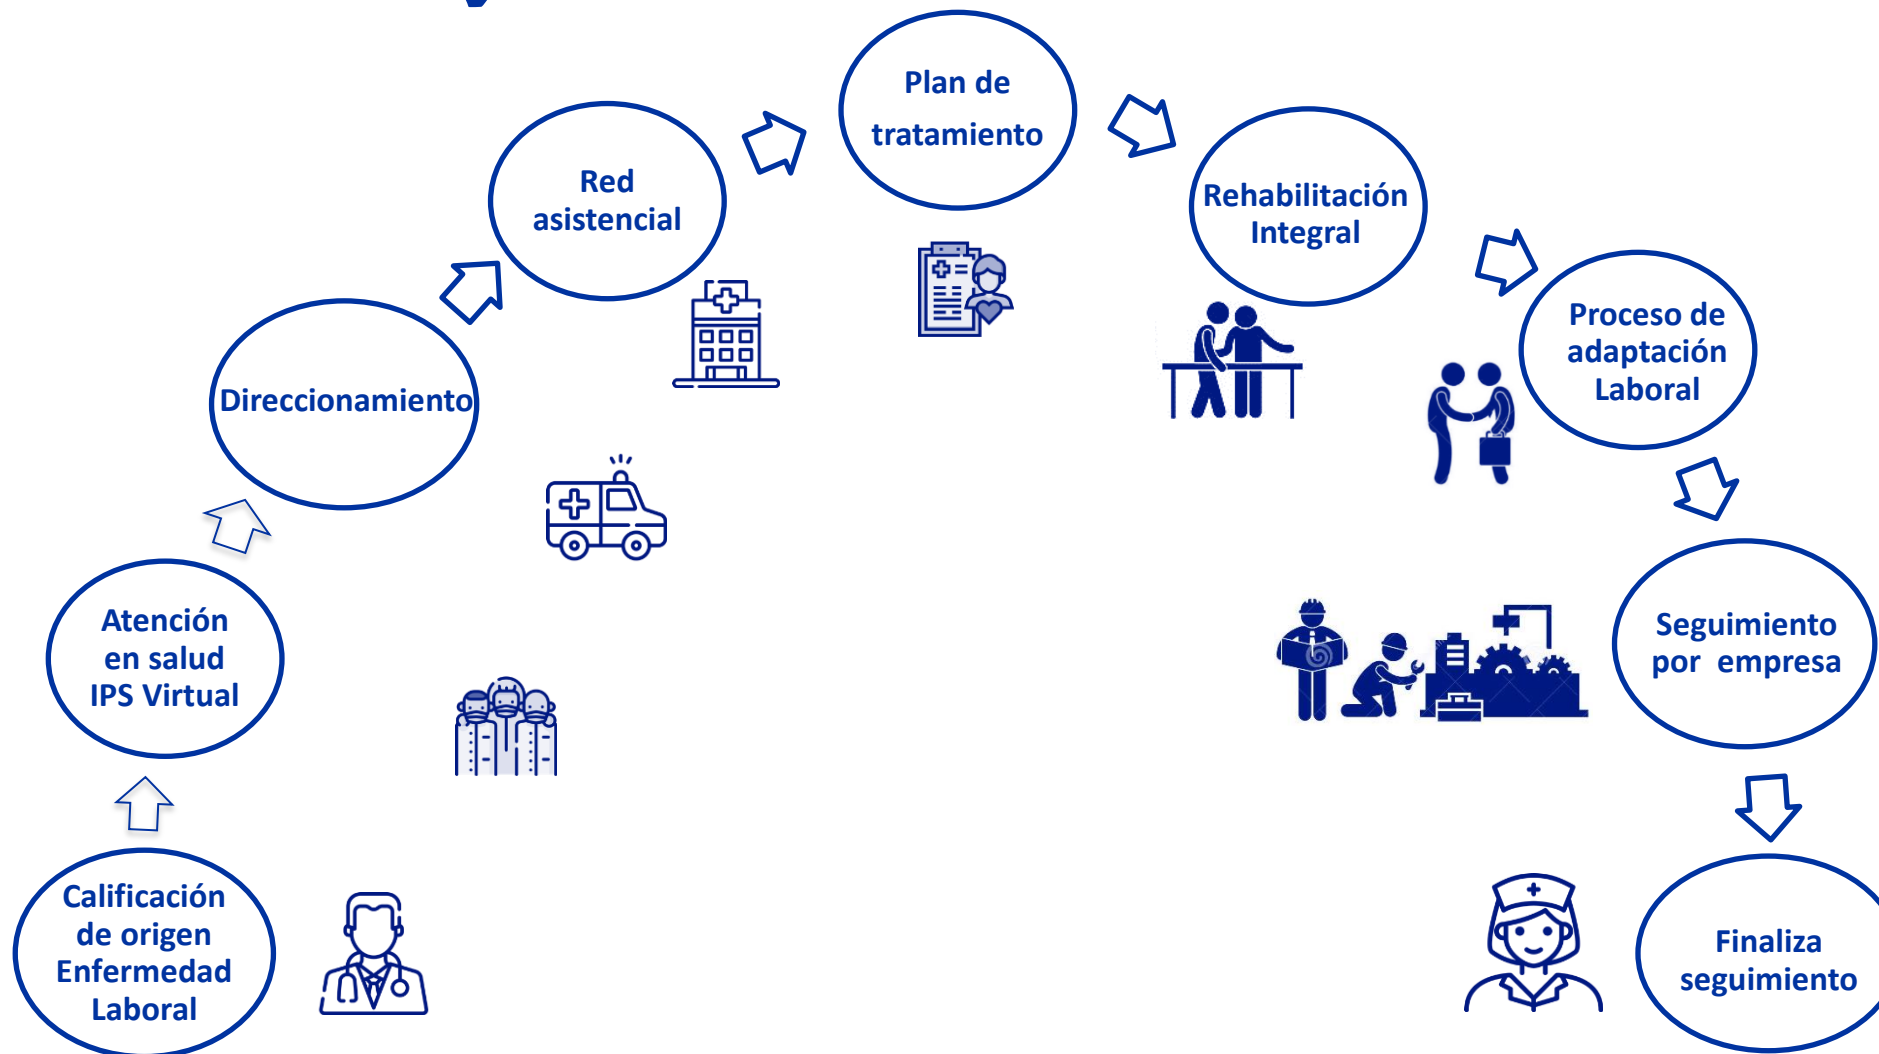 Calificación
de origen
Enfermedad
Laboral
Atención
en salud
IPS Virtual
Direccionamiento
Red
asistencial
Plan de
tratamiento
Rehabilitación
Integral
Proceso de
adaptación
Laboral
Seguimiento
por empresa
Finaliza
seguimiento